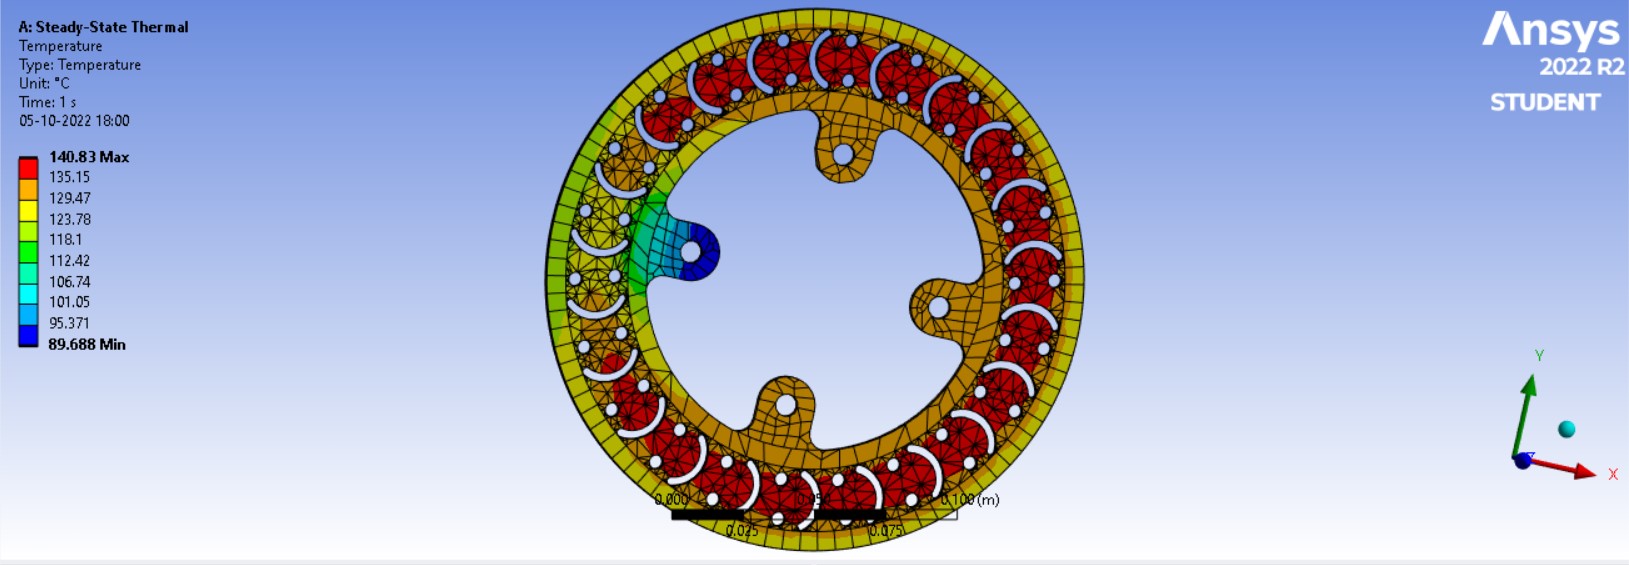 A: Steady-State Thermal
Temperature
Type: Temperature
Unit: °C
Time: 1 s
05-10-2022 18:00
140.83 Max
135.15
129.47
123.78
118.1
112.42
106.74
101.05
95.371
89.688 Min
Ansys
2022 R2
STUDENT
Y
Z
X
0.000 0.050 0.100 (m)
0.025 0.075